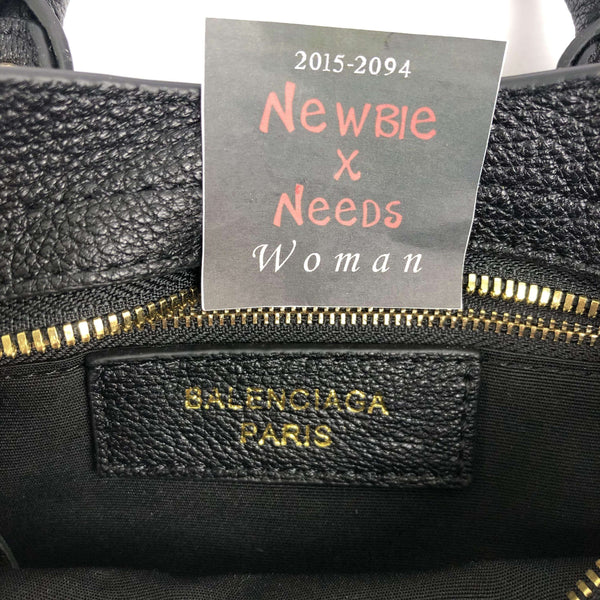 2015-2094
NeWBIe
X
NeeDS
Woman
BALENCIAGA
PARIS